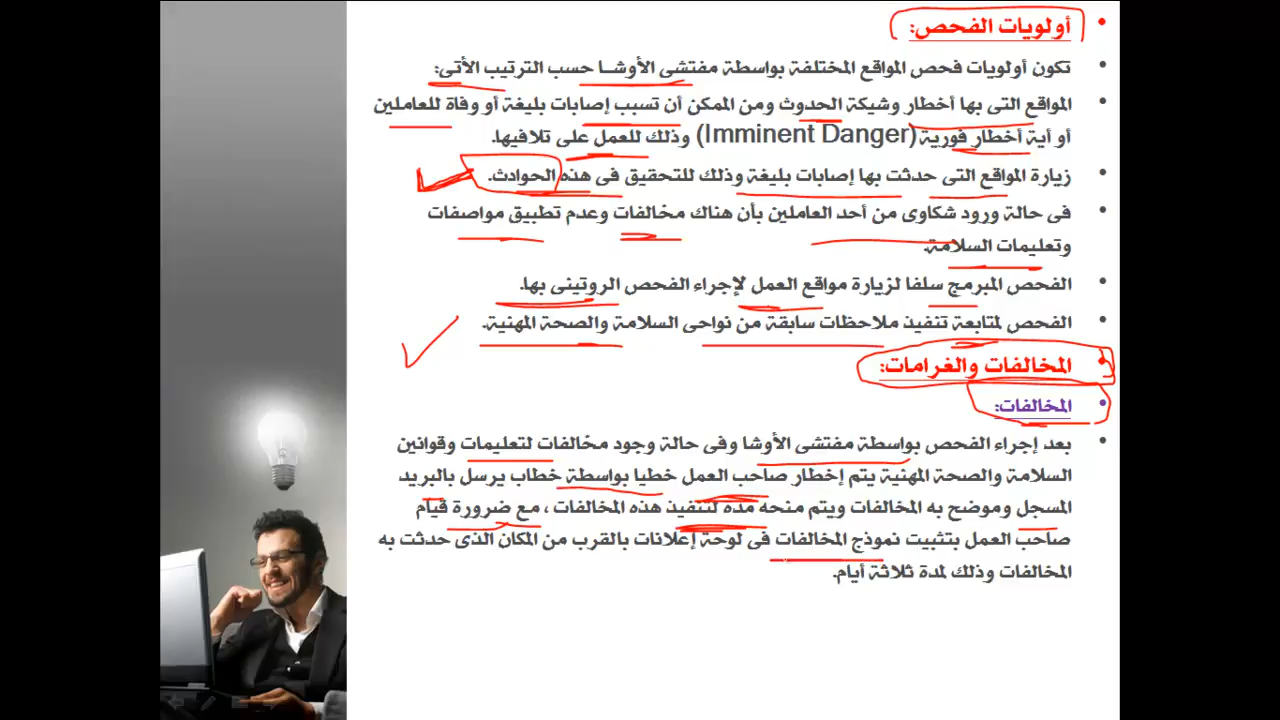 أولويات الفحص:
تكون أولويات فحص المواقع المختلفة بواسطة مفتشى الأوشا حسب الترتيب الأتى:
المواقع التى بها أخطار وشيكة الحدوث ومن الممكن أن تسبب إصابات بليغة أو وفاة للعاملين
أو أية أخطار فورية (Imminent Danger) وذلك للعمل على تلافيها.
زيارة المواقع التى حدثت بها إصابات بليغة وذلك للتحقيق فى هذه الحوادث.
فى حالة ورود شكاوى من أحد العاملين بأن هناك مخالفات وعدم تطبيق مواصفات
وتعليمات السلامة.
الفحص المبرمج سلفا لزيارة مواقع العمل لإجراء الفحص الروتينى بها.
الفحص لمتابعة تنفيذ ملاحظات سابقة من نواحى السلامة والصحة المهنية.
المخالفات والغرامات:
المخالفات:
بعد إجراء الفحص بواسطة مفتشى الأوشا وفى حالة وجود مخالفات لتعليمات وقوانين
السلامة والصحة المهنية يتم إخطار صاحب العمل خطيا بواسطة خطاب يرسل بالبريد
المسجل وموضح به المخالفات ويتم منحه مدة لتنفيذ هذه المخالفات ، مع ضرورة قيام
صاحب العمل بتثبيت نموذج المخالفات فى لوحة إعلانات بالقرب من المكان الذى حدثت به
المخالفات وذلك لمدة ثلاثة أيام.